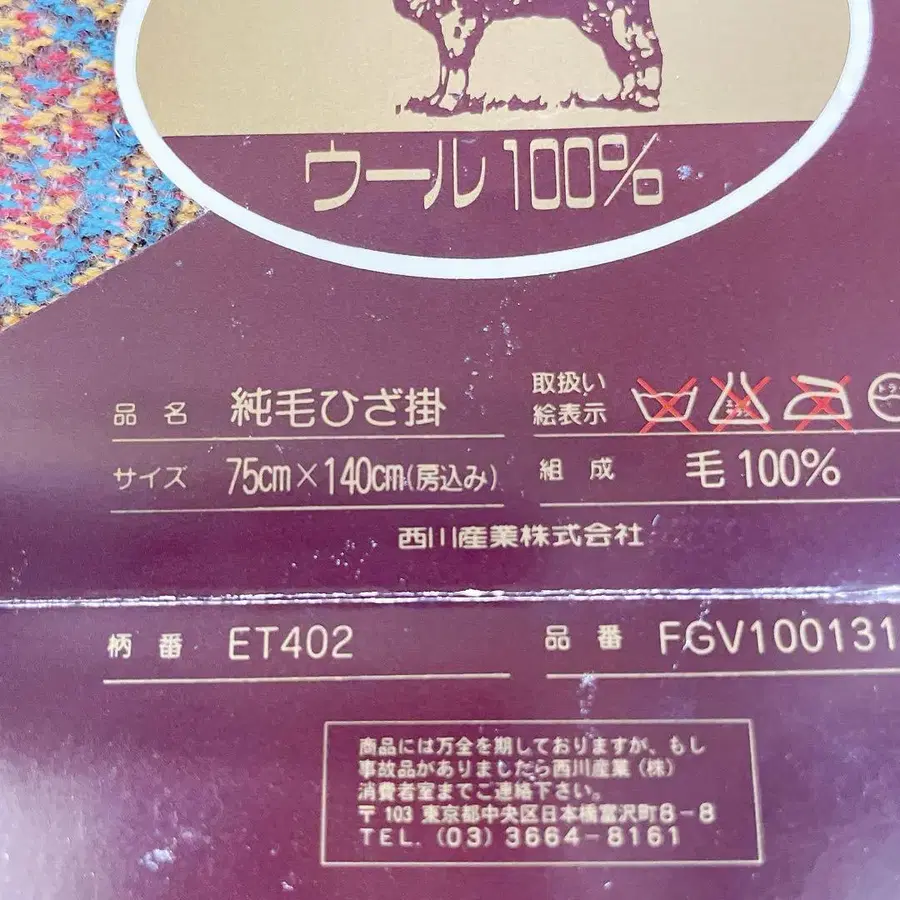 ウール100%
品名 純毛ひざ掛
取扱い
絵表示
サイズ 75cm×140cm(房込み)
組成 毛100%
西川産業株式会社
柄番 ET402
品番 FGV100131
商品には万全を期しておりますが、もし
事故品がありましたら西川産業(株)
消費者室までご連絡下さい。
〒103 東京都中央区日本橋富沢町8-8
TEL. (03) 3664-8161